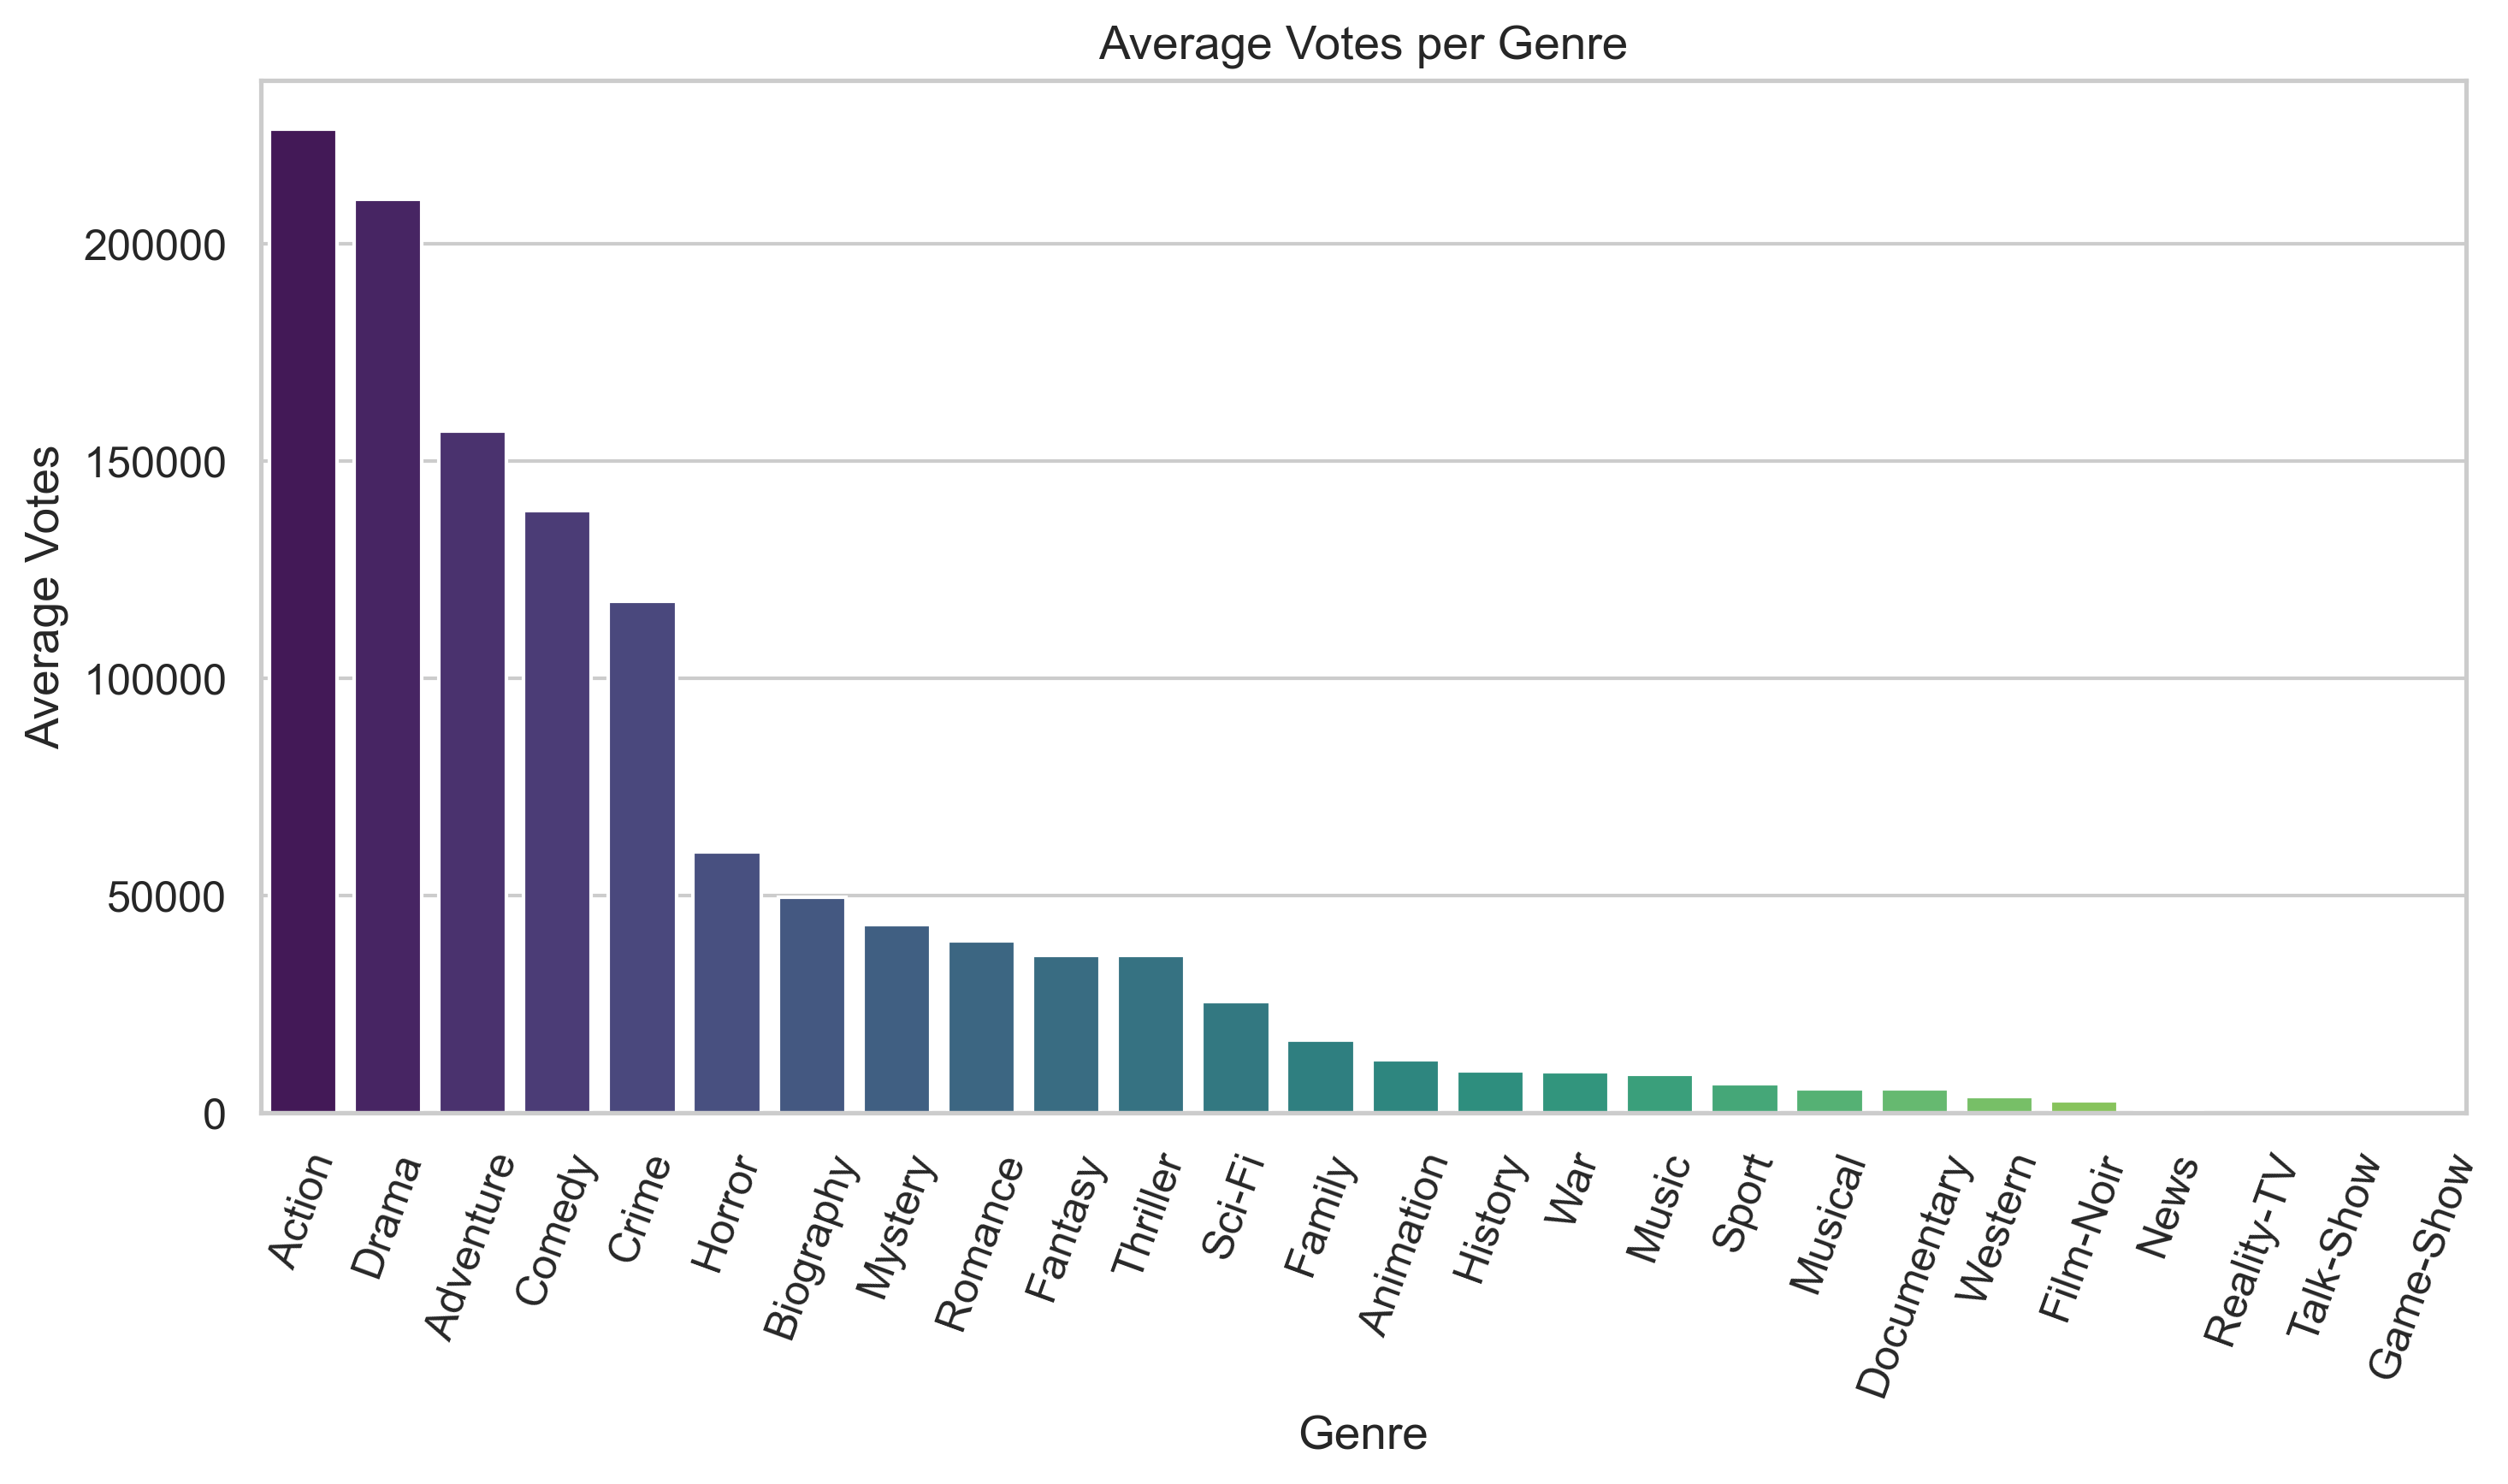 Average Votes per Genre
Average Votes
200000
150000
100000
50000
0
Action
Drama
Adventure
Comedy
Crime
Horror
Biography
Mystery
Romance
Fantasy
Thriller
Sci-Fi
Family
Animation
History
War
Music
Sport
Musical
Documentary
Western
Film-Noir
News
Reality-TV
Talk-Show
Game-Show
Genre